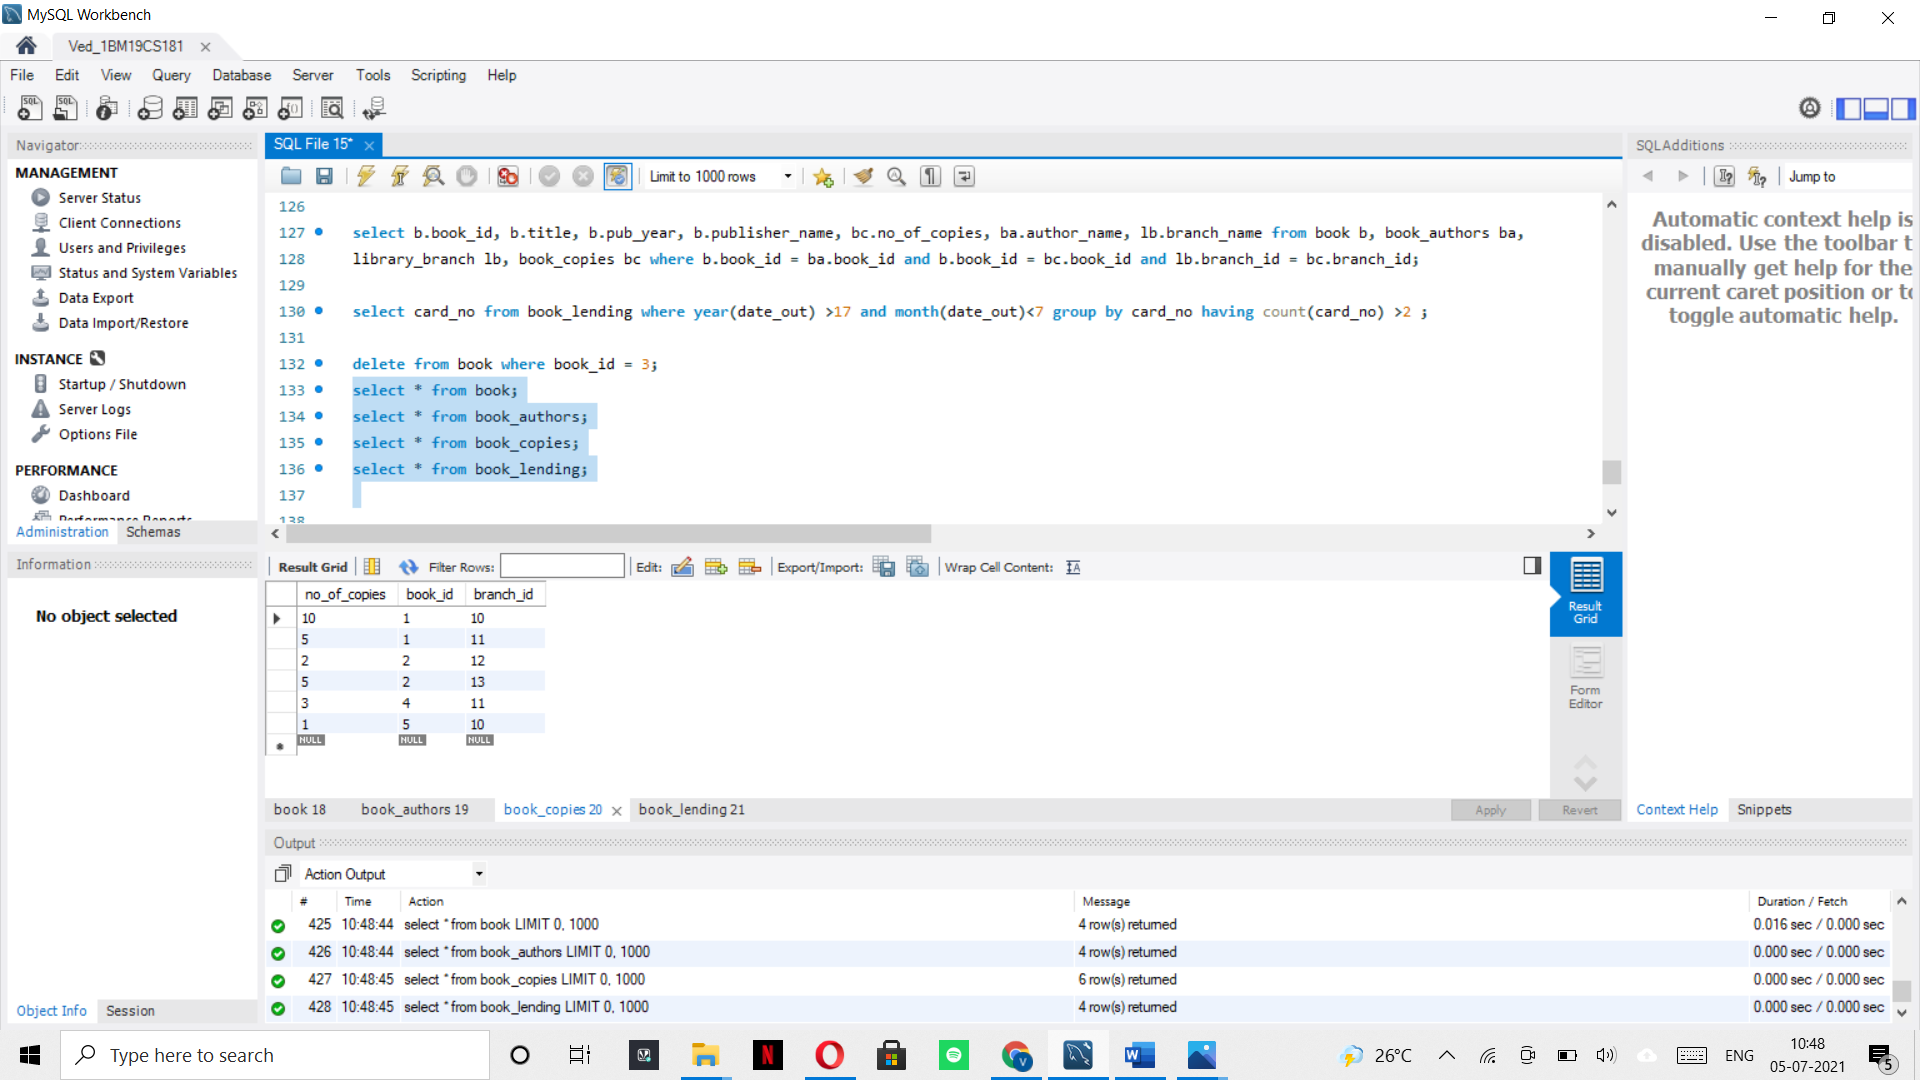 MySQL Workbench
Ved_1BM19CS181
File Edit View Query Database Server Tools Scripting Help
Navigator
MANAGEMENT
Server Status
Client Connections
Users and Privileges
Status and System Variables
Data Export
Data Import/Restore
INSTANCE
Startup / Shutdown
Server Logs
Options File
PERFORMANCE
Dashboard
Performance Reports
Administration Schemas
Information
No object selected
Object Info Session
SQL File 15*
Limit to 1000 rows
126
127 select b.book_id, b.title, b.pub_year, b.publisher_name, bc.no_of_copies, ba.author_name, lb.branch_name from book b, book_authors ba,
128 library_branch lb, book_copies bc where b.book_id = ba.book_id and b.book_id = bc.book_id and lb.branch_id = bc.branch_id;
129
130 select card_no from book_lending where year(date_out) >17 and month(date_out)<7 group by card_no having count(card_no) >2 ;
131
132 delete from book where book_id = 3;
133 select * from book;
134 select * from book_authors;
135 select * from book_copies;
136 select * from book_lending;
137
138
Result Grid Filter Rows: Edit: Export/Import: Wrap Cell Content:
no_of_copies book_id branch_id
10 1 10
5 1 11
2 2 12
5 2 13
3 4 11
1 5 10
NULL NULL NULL
Result
Grid
Form
Editor
book 18 book_authors 19 book_copies 20 book_lending 21 Apply Revert
Output
Action Output
# Time Action Message Duration / Fetch
425 10:48:44 select * from book LIMIT 0, 1000 4 row(s) returned 0.016 sec / 0.000 sec
426 10:48:44 select * from book_authors LIMIT 0, 1000 4 row(s) returned 0.000 sec / 0.000 sec
427 10:48:45 select * from book_copies LIMIT 0, 1000 6 row(s) returned 0.000 sec / 0.000 sec
428 10:48:45 select * from book_lending LIMIT 0, 1000 4 row(s) returned 0.000 sec / 0.000 sec
SQLAdditions
Jump to
Automatic context help is
disabled. Use the toolbar t
manually get help for the
current caret position or to
toggle automatic help.
Context Help Snippets
Type here to search
26°C ENG
10:48
05-07-2021
5